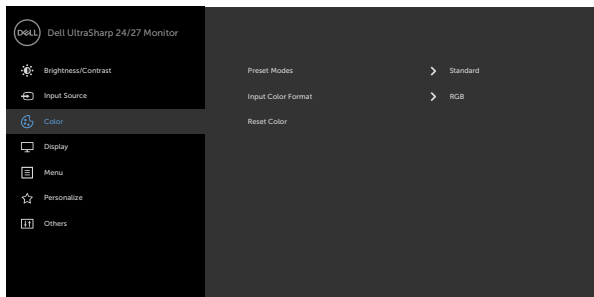 DELL Dell UltraSharp 24/27 Monitor
Brightness/Contrast
Preset Modes Standard
Input Source
Input Color Format RGB
Color
Reset Color
Display
Menu
Personalize
Others